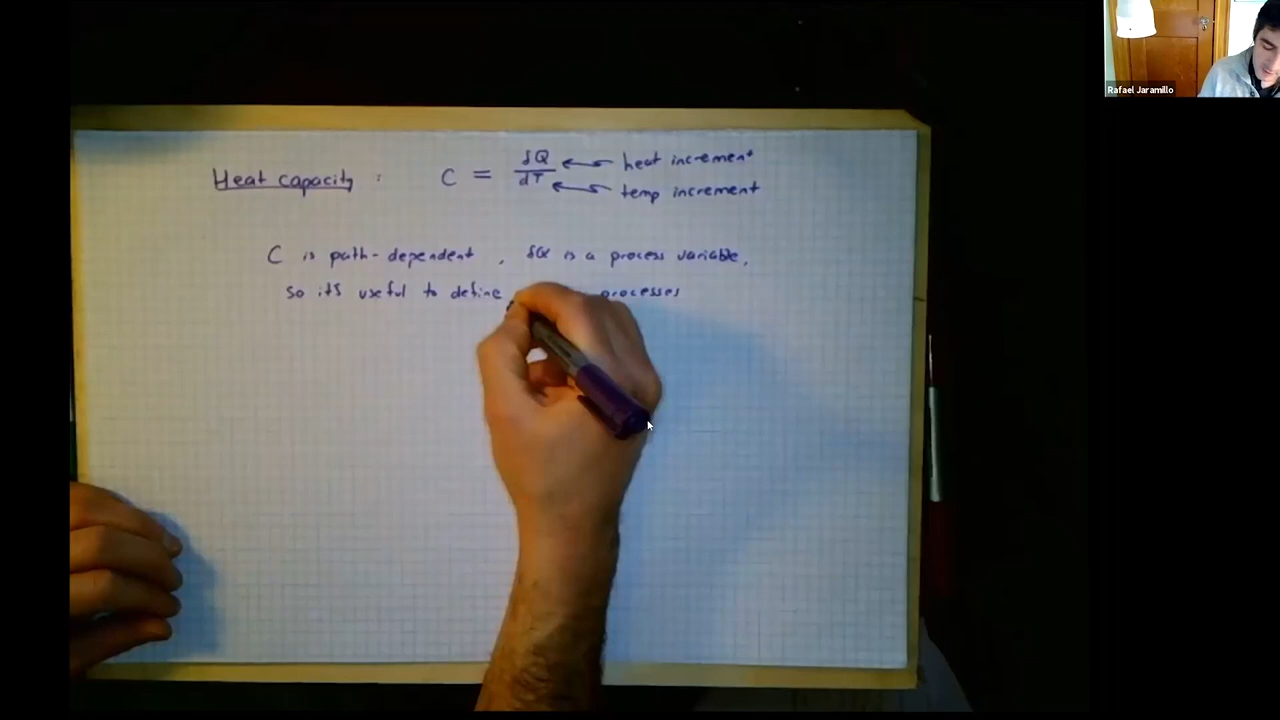 Heat capacity : C = δQ/dT ← heat increment
← temp increment
C is path-dependent, δQ is a process variable,
so it's useful to define processes
Rafael Jaramillo